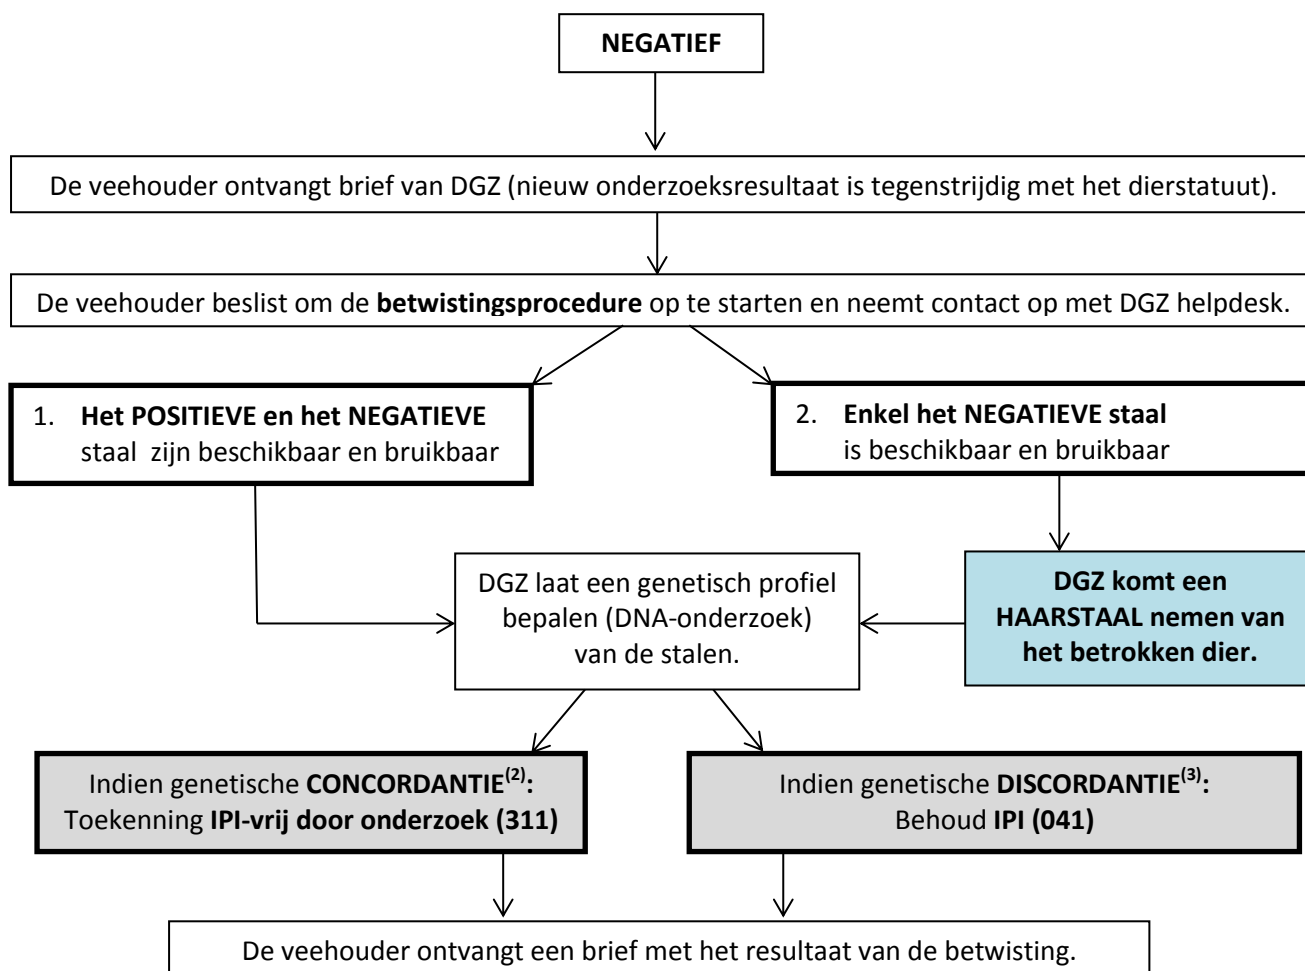 NEGATIEF
De veehouder ontvangt brief van DGZ (nieuw onderzoeksresultaat is tegenstrijdig met het dierstatuut).
De veehouder beslist om de betwistingsprocedure op te starten en neemt contact op met DGZ helpdesk.
1. Het POSITIEVE en het NEGATIEVE
staal zijn beschikbaar en bruikbaar
2. Enkel het NEGATIEVE staal
is beschikbaar en bruikbaar
DGZ laat een genetisch profiel
bepalen (DNA-onderzoek)
van de stalen.
DGZ komt een
HAARSTAAL nemen van
het betrokken dier.
Indien genetische CONCORDANTIE(2):
Toekenning IPI-vrij door onderzoek (311)
Indien genetische DISCORDANTIE(3):
Behoud IPI (041)
De veehouder ontvangt een brief met het resultaat van de betwisting.